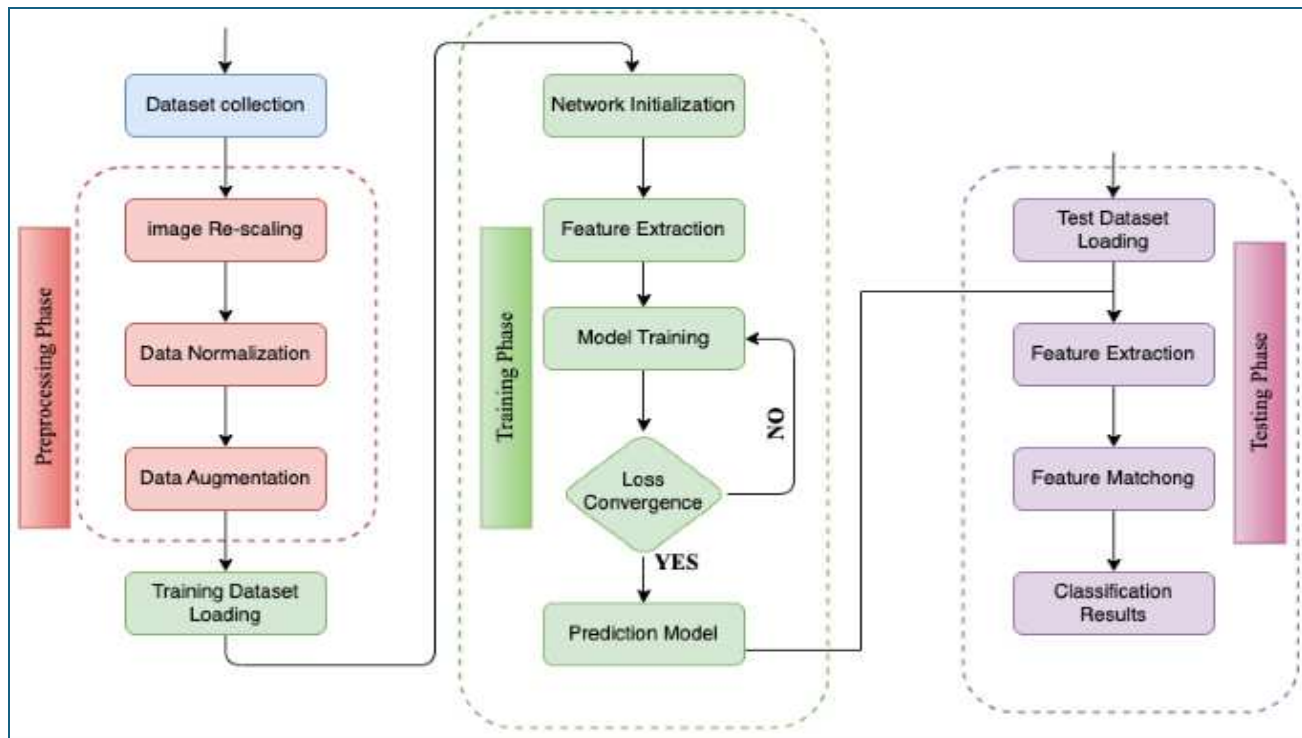 Dataset collection
Preprocessing Phase
image Re-scaling
Data Normalization
Data Augmentation
Training Dataset
Loading
Training Phase
Network Initialization
Feature Extraction
Model Training
NO
Loss
Convergence
YES
Prediction Model
Test Dataset
Loading
Feature Extraction
Feature Matchong
Classification
Results
Testing Phase